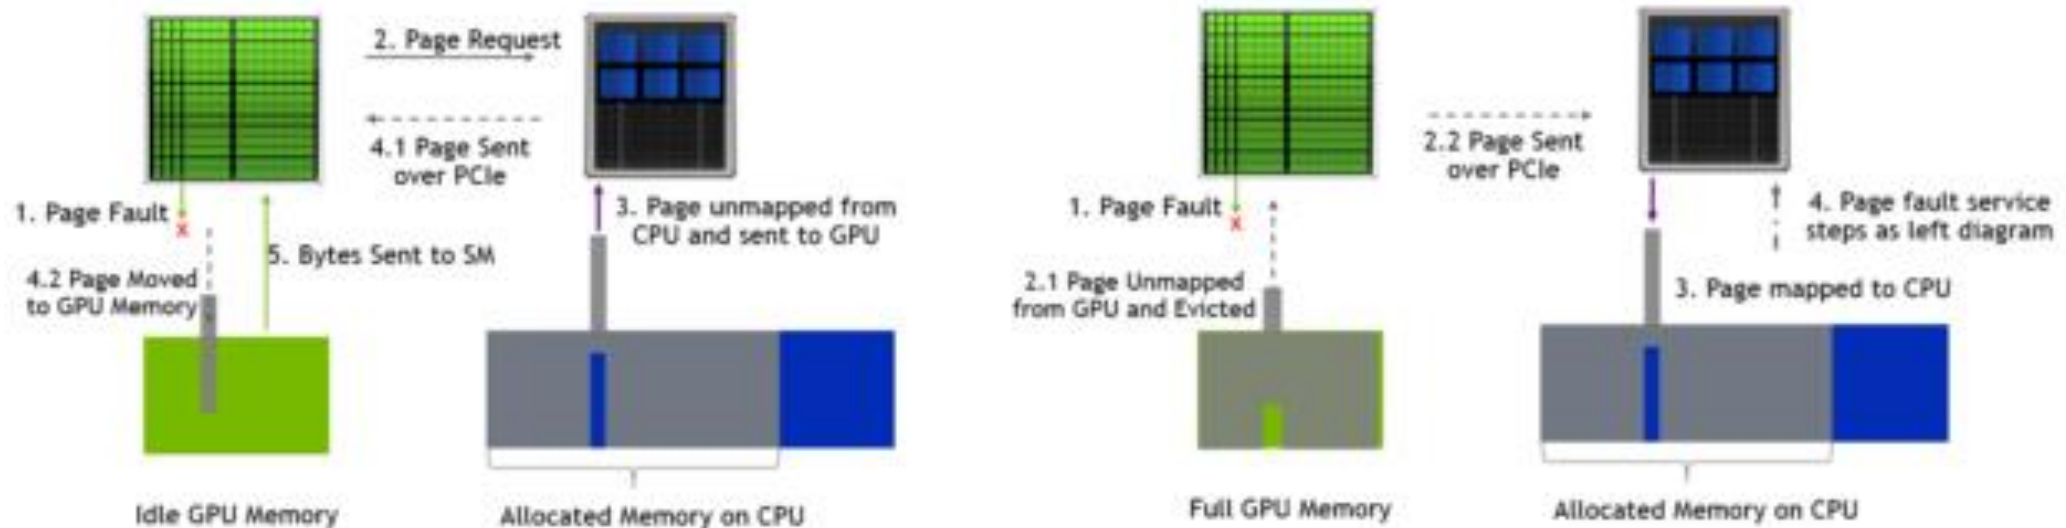 2. Page Request
4.1 Page Sent
over PCIe
1. Page Fault
X
3. Page unmapped from
CPU and sent to GPU
5. Bytes Sent to SM
4.2 Page Moved
to GPU Memory
Idle GPU Memory
Allocated Memory on CPU
2.2 Page Sent
over PCIe
1. Page Fault
X
4. Page fault service
steps as left diagram
2.1 Page Unmapped
from GPU and Evicted
3. Page mapped to CPU
Full GPU Memory
Allocated Memory on CPU